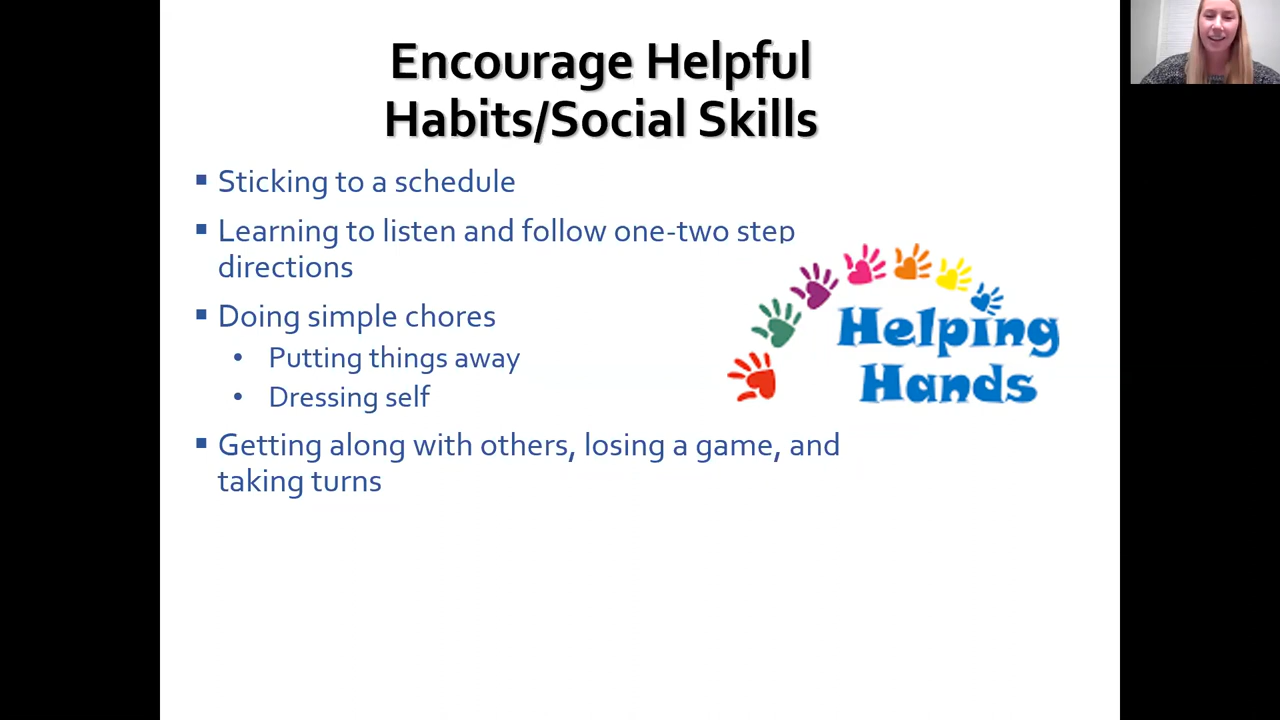 Encourage Helpful
Habits/Social Skills
▪ Sticking to a schedule
▪ Learning to listen and follow one-two step
directions
▪ Doing simple chores
• Putting things away
• Dressing self
Helping
Hands
▪ Getting along with others, losing a game, and
taking turns